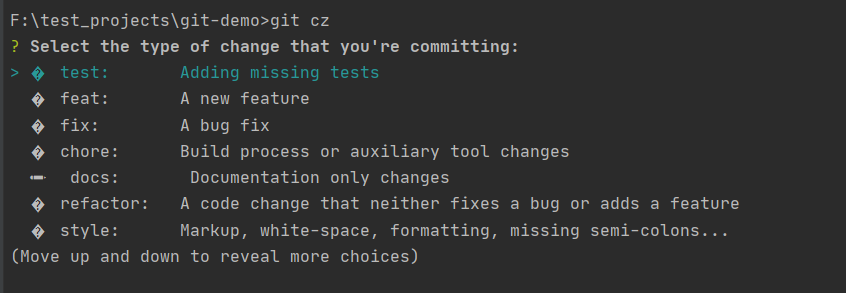 F:\test_projects\git-demo>git cz
? Select the type of change that you're committing:
> � test:       Adding missing tests
  � feat:       A new feature
  � fix:        A bug fix
  � chore:      Build process or auxiliary tool changes
  ✏️  docs:       Documentation only changes
  � refactor:   A code change that neither fixes a bug or adds a feature
  � style:      Markup, white-space, formatting, missing semi-colons...
(Move up and down to reveal more choices)